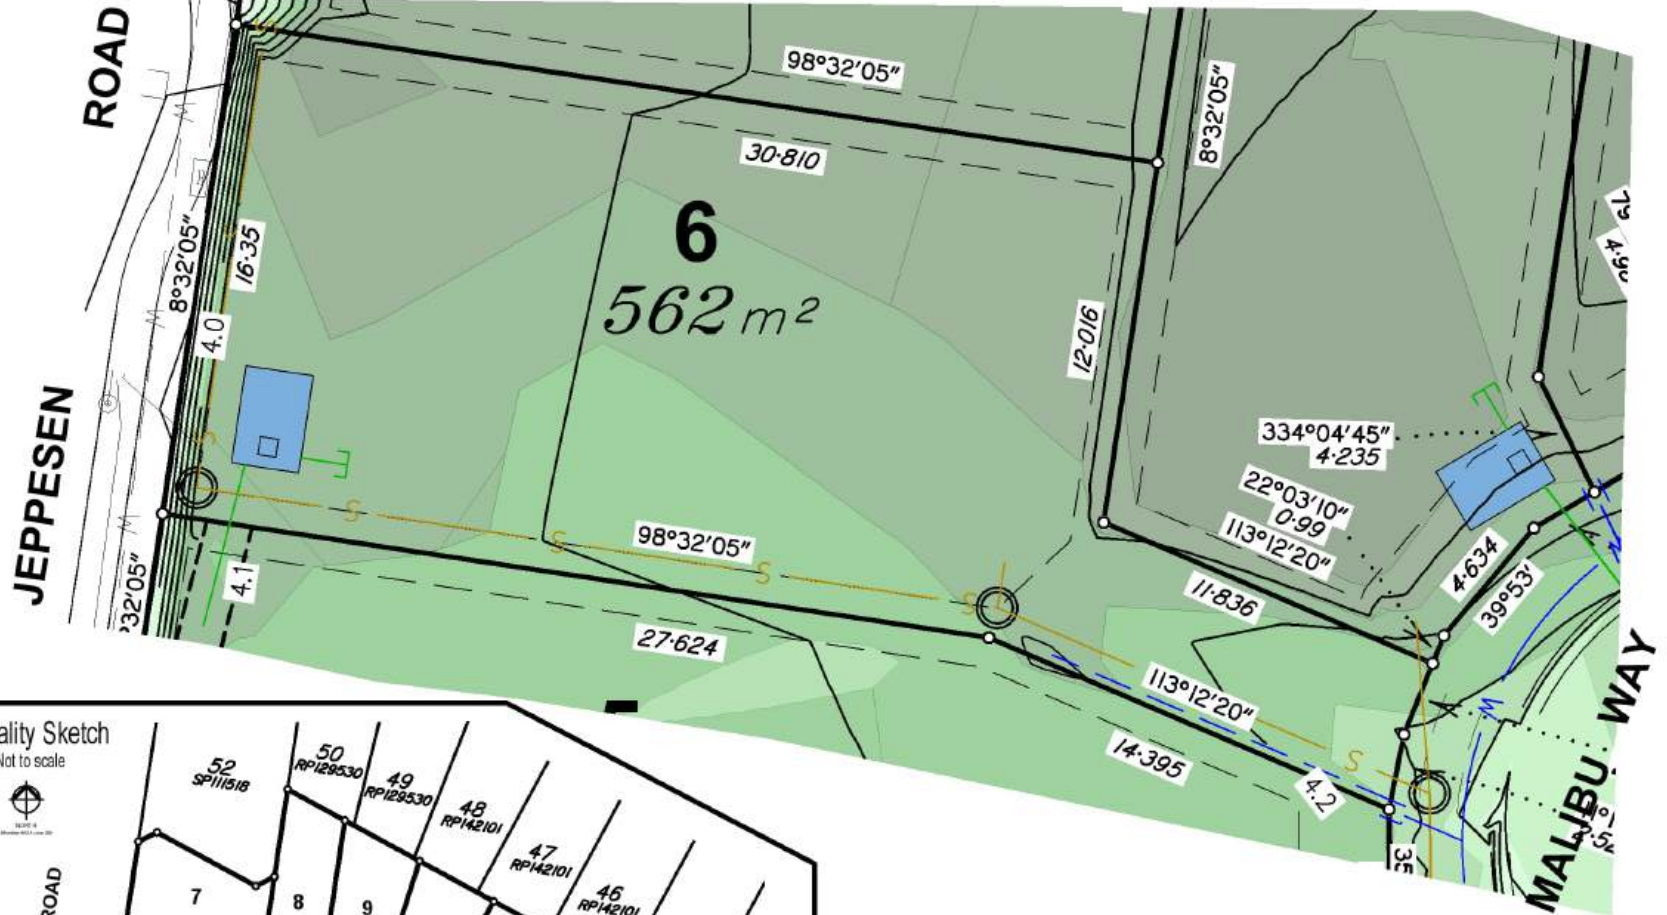 ROAD
98°32'05"
30·810
8°32'05"
6
562 m²
8°32'05"
16·35
4.0
12·016
334°04'45"
4·235
22°03'10"
0·99
113°12'20"
JEPPESEN
S
S
S
S
S
98°32'05"
4.1
27·624
11·836
4·634
39°53'
113°12'20"
14·395
S
4.2
MALIBU WAY
35
ality Sketch
Not to scale
52
SP111518
50
RP129530
49
RP129530
48
RP142101
47
RP142101
46
RP142101
ROAD
7
8
9